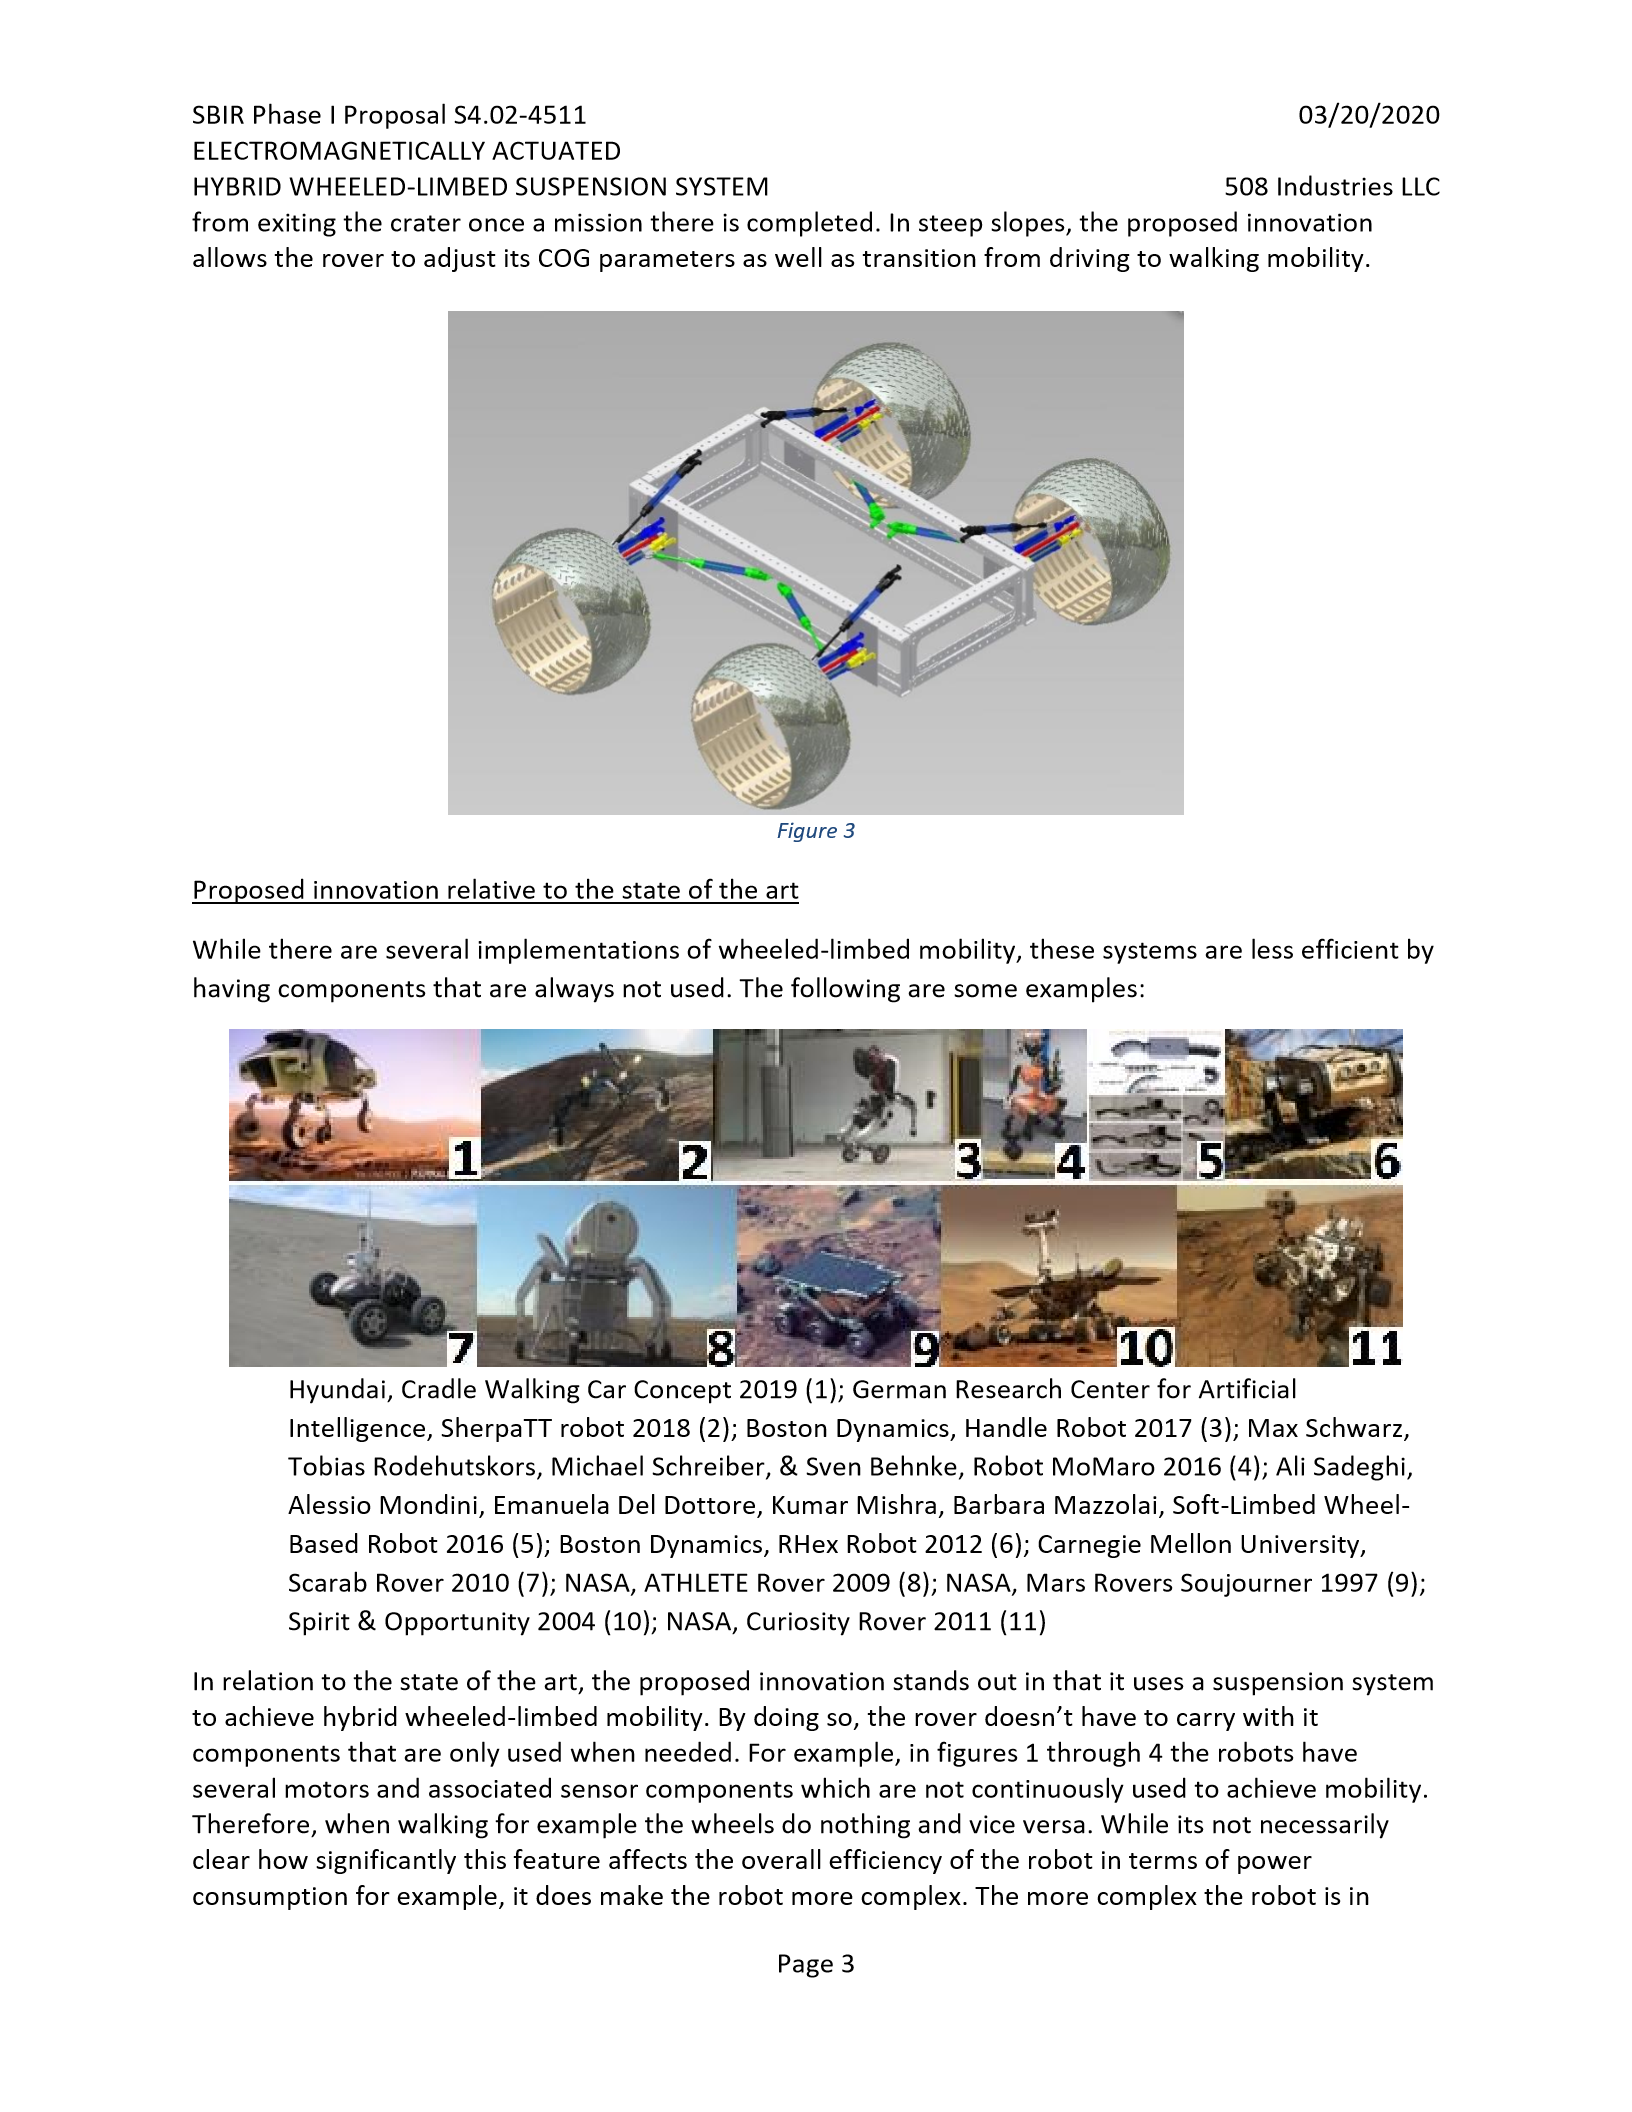 SBIR Phase I Proposal S4.02-4511 03/20/2020
ELECTROMAGNETICALLY ACTUATED
HYBRID WHEELED-LIMBED SUSPENSION SYSTEM 508 Industries LLC
from exiting the crater once a mission there is completed. In steep slopes, the proposed innovation
allows the rover to adjust its COG parameters as well as transition from driving to walking mobility.
Figure 3
Proposed innovation relative to the state of the art
While there are several implementations of wheeled-limbed mobility, these systems are less efficient by
having components that are always not used. The following are some examples:
1 2 3 4 5 6
7 8 9 10 11
Hyundai, Cradle Walking Car Concept 2019 (1); German Research Center for Artificial
Intelligence, SherpaTT robot 2018 (2); Boston Dynamics, Handle Robot 2017 (3); Max Schwarz,
Tobias Rodehutskors, Michael Schreiber, & Sven Behnke, Robot MoMaro 2016 (4); Ali Sadeghi,
Alessio Mondini, Emanuela Del Dottore, Kumar Mishra, Barbara Mazzolai, Soft-Limbed Wheel-
Based Robot 2016 (5); Boston Dynamics, RHex Robot 2012 (6); Carnegie Mellon University,
Scarab Rover 2010 (7); NASA, ATHLETE Rover 2009 (8); NASA, Mars Rovers Soujourner 1997 (9);
Spirit & Opportunity 2004 (10); NASA, Curiosity Rover 2011 (11)
In relation to the state of the art, the proposed innovation stands out in that it uses a suspension system
to achieve hybrid wheeled-limbed mobility. By doing so, the rover doesn’t have to carry with it
components that are only used when needed. For example, in figures 1 through 4 the robots have
several motors and associated sensor components which are not continuously used to achieve mobility.
Therefore, when walking for example the wheels do nothing and vice versa. While its not necessarily
clear how significantly this feature affects the overall efficiency of the robot in terms of power
consumption for example, it does make the robot more complex. The more complex the robot is in
Page 3